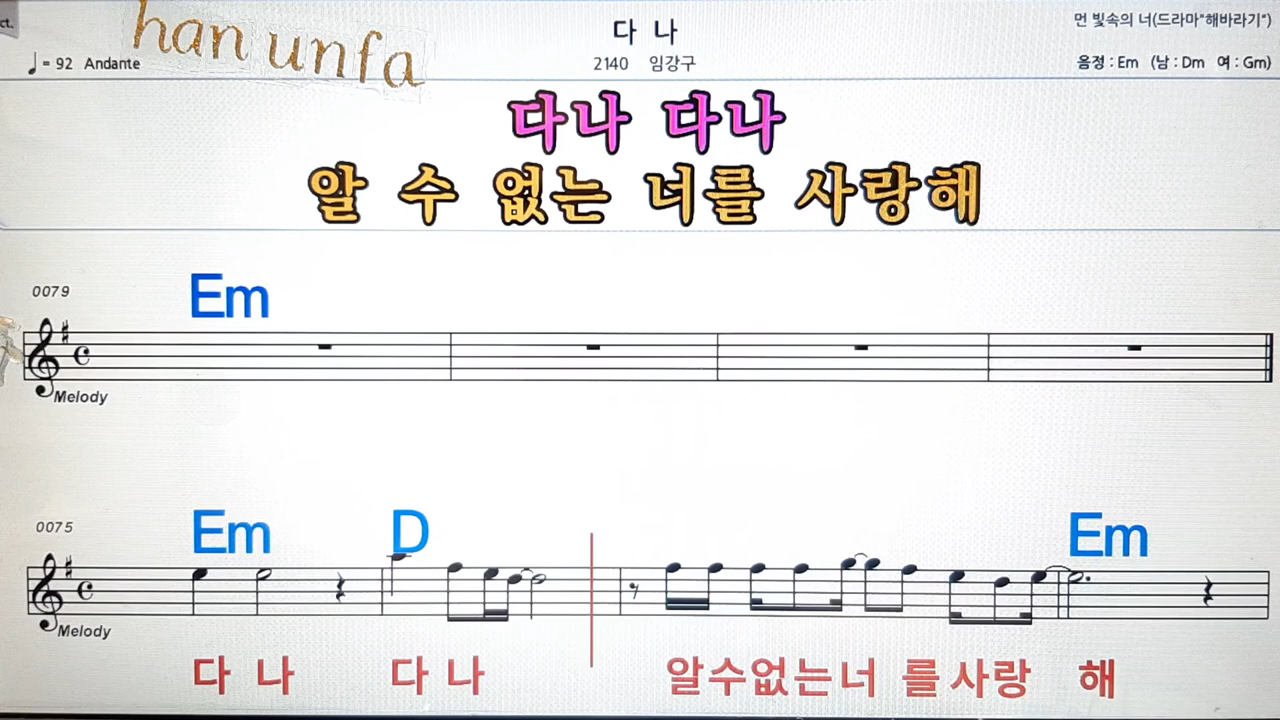 ct.
han unfa
다 나
먼 빛속의 너(드라마"해바라기")
♩ = 92 Andante
2140 임강구
음정 : Em (남 : Dm 여 : Gm)
다나 다나
알 수 없는 너를 사랑해
0079
Em
Melody
0075
Em D Em
Melody
다 나 다 나 알수없는너 를사랑 해